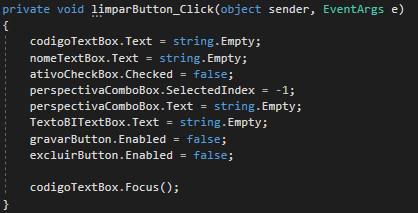 private void limparButton_Click(object sender, EventArgs e)
{
codigoTextBox.Text = string.Empty;
nomeTextBox.Text = string.Empty;
ativoCheckBox.Checked = false;
perspectivaComboBox.SelectedIndex = -1;
perspectivaComboBox.Text = string.Empty;
TextoBITextBox.Text = string.Empty;
gravarButton.Enabled = false;
excluirButton.Enabled = false;
codigoTextBox.Focus();
}